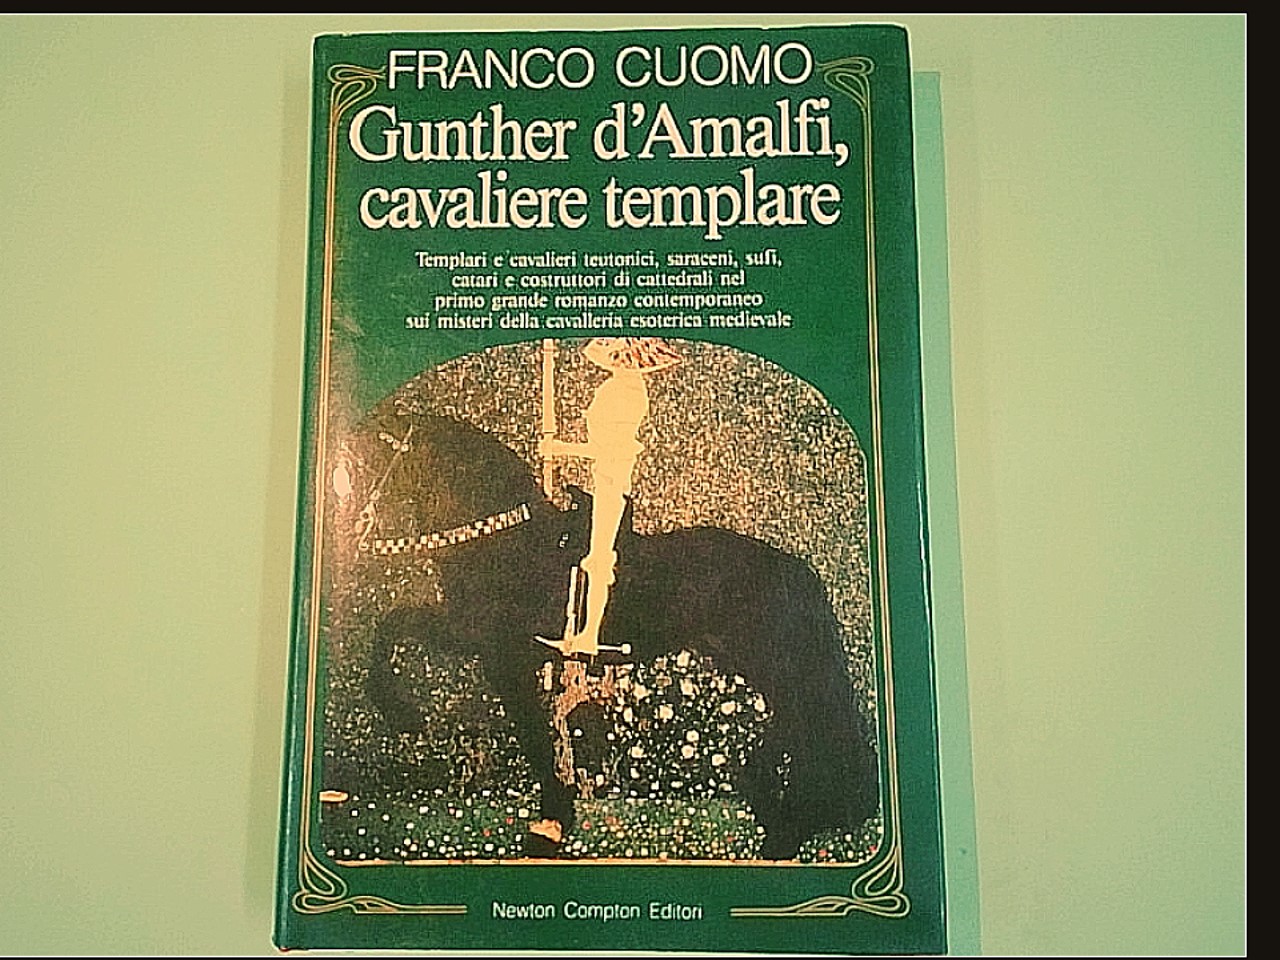 FRANCO CUOMO
Gunther d'Amalfi,
cavaliere templare
Templari e cavalieri teutonici, saraceni, sufi,
catari e costruttori di cattedrali nel
primo grande romanzo contemporaneo
sui misteri della cavalleria esoterica medievale
Newton Compton Editori